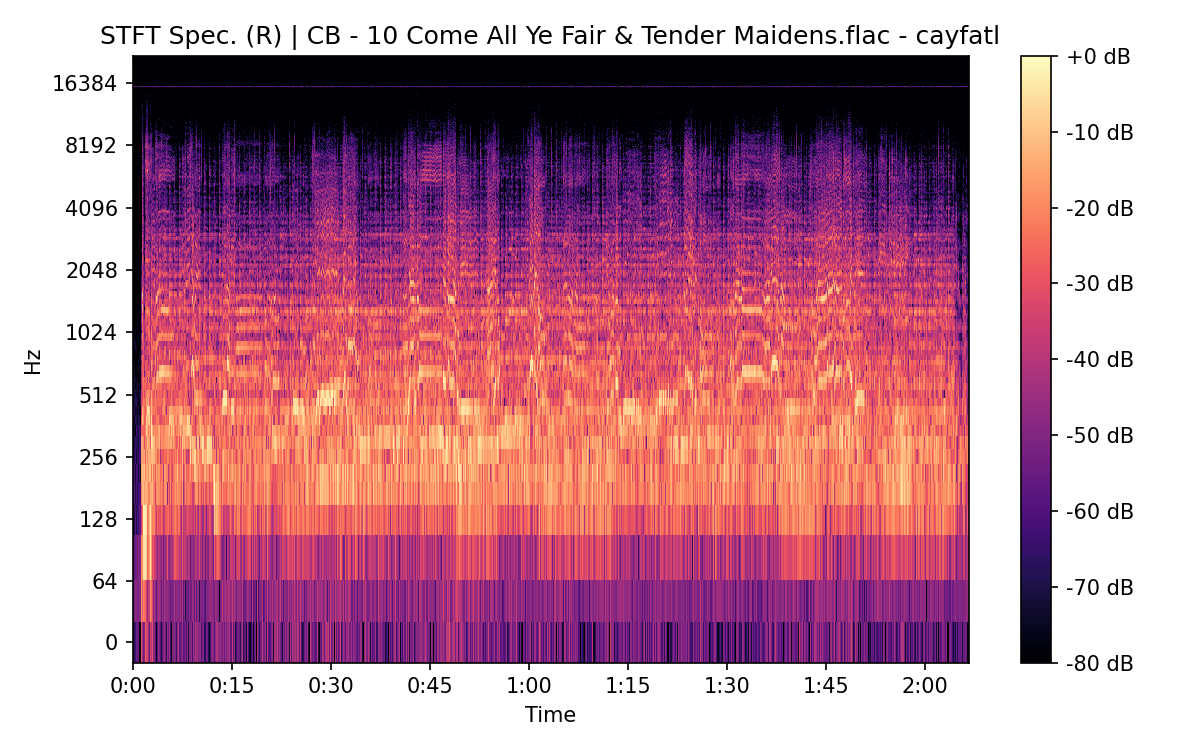 STFT Spec. (R) | CB - 10 Come All Ye Fair & Tender Maidens.flac - cayfatl
16384
8192
4096
2048
1024
512
256
128
64
0
Hz
0:00 0:15 0:30 0:45 1:00 1:15 1:30 1:45 2:00
Time
+0 dB
-10 dB
-20 dB
-30 dB
-40 dB
-50 dB
-60 dB
-70 dB
-80 dB